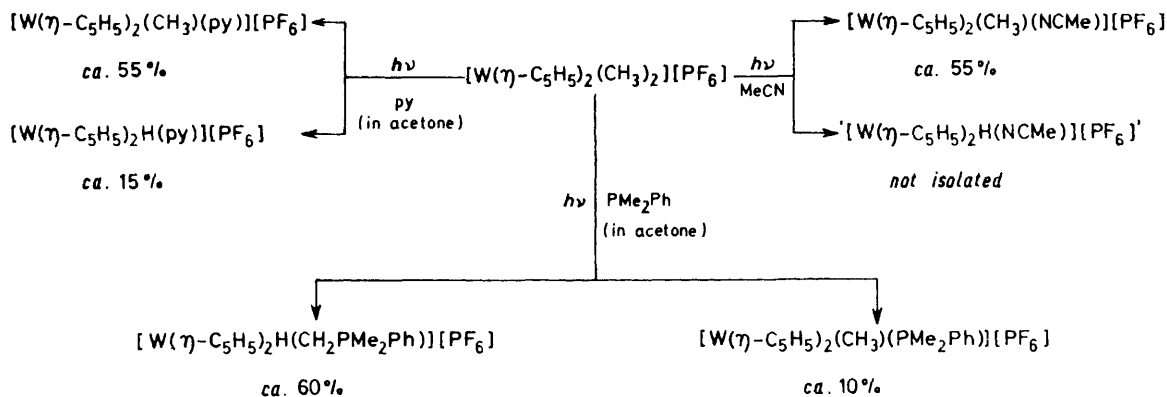 [W(η-C5H5)2(CH3)(py)][PF6]
ca. 55%
[W(η-C5H5)2H(py)][PF6]
ca. 15%
hν
py
(in acetone)
[W(η-C5H5)2(CH3)2][PF6]
hν
MeCN
[W(η-C5H5)2(CH3)(NCMe)][PF6]
ca. 55%
'[W(η-C5H5)2H(NCMe)][PF6]'
not isolated
hν PMe2Ph
(in acetone)
[W(η-C5H5)2H(CH2PMe2Ph)][PF6]
ca. 60%
[W(η-C5H5)2(CH3)(PMe2Ph)][PF6]
ca. 10%